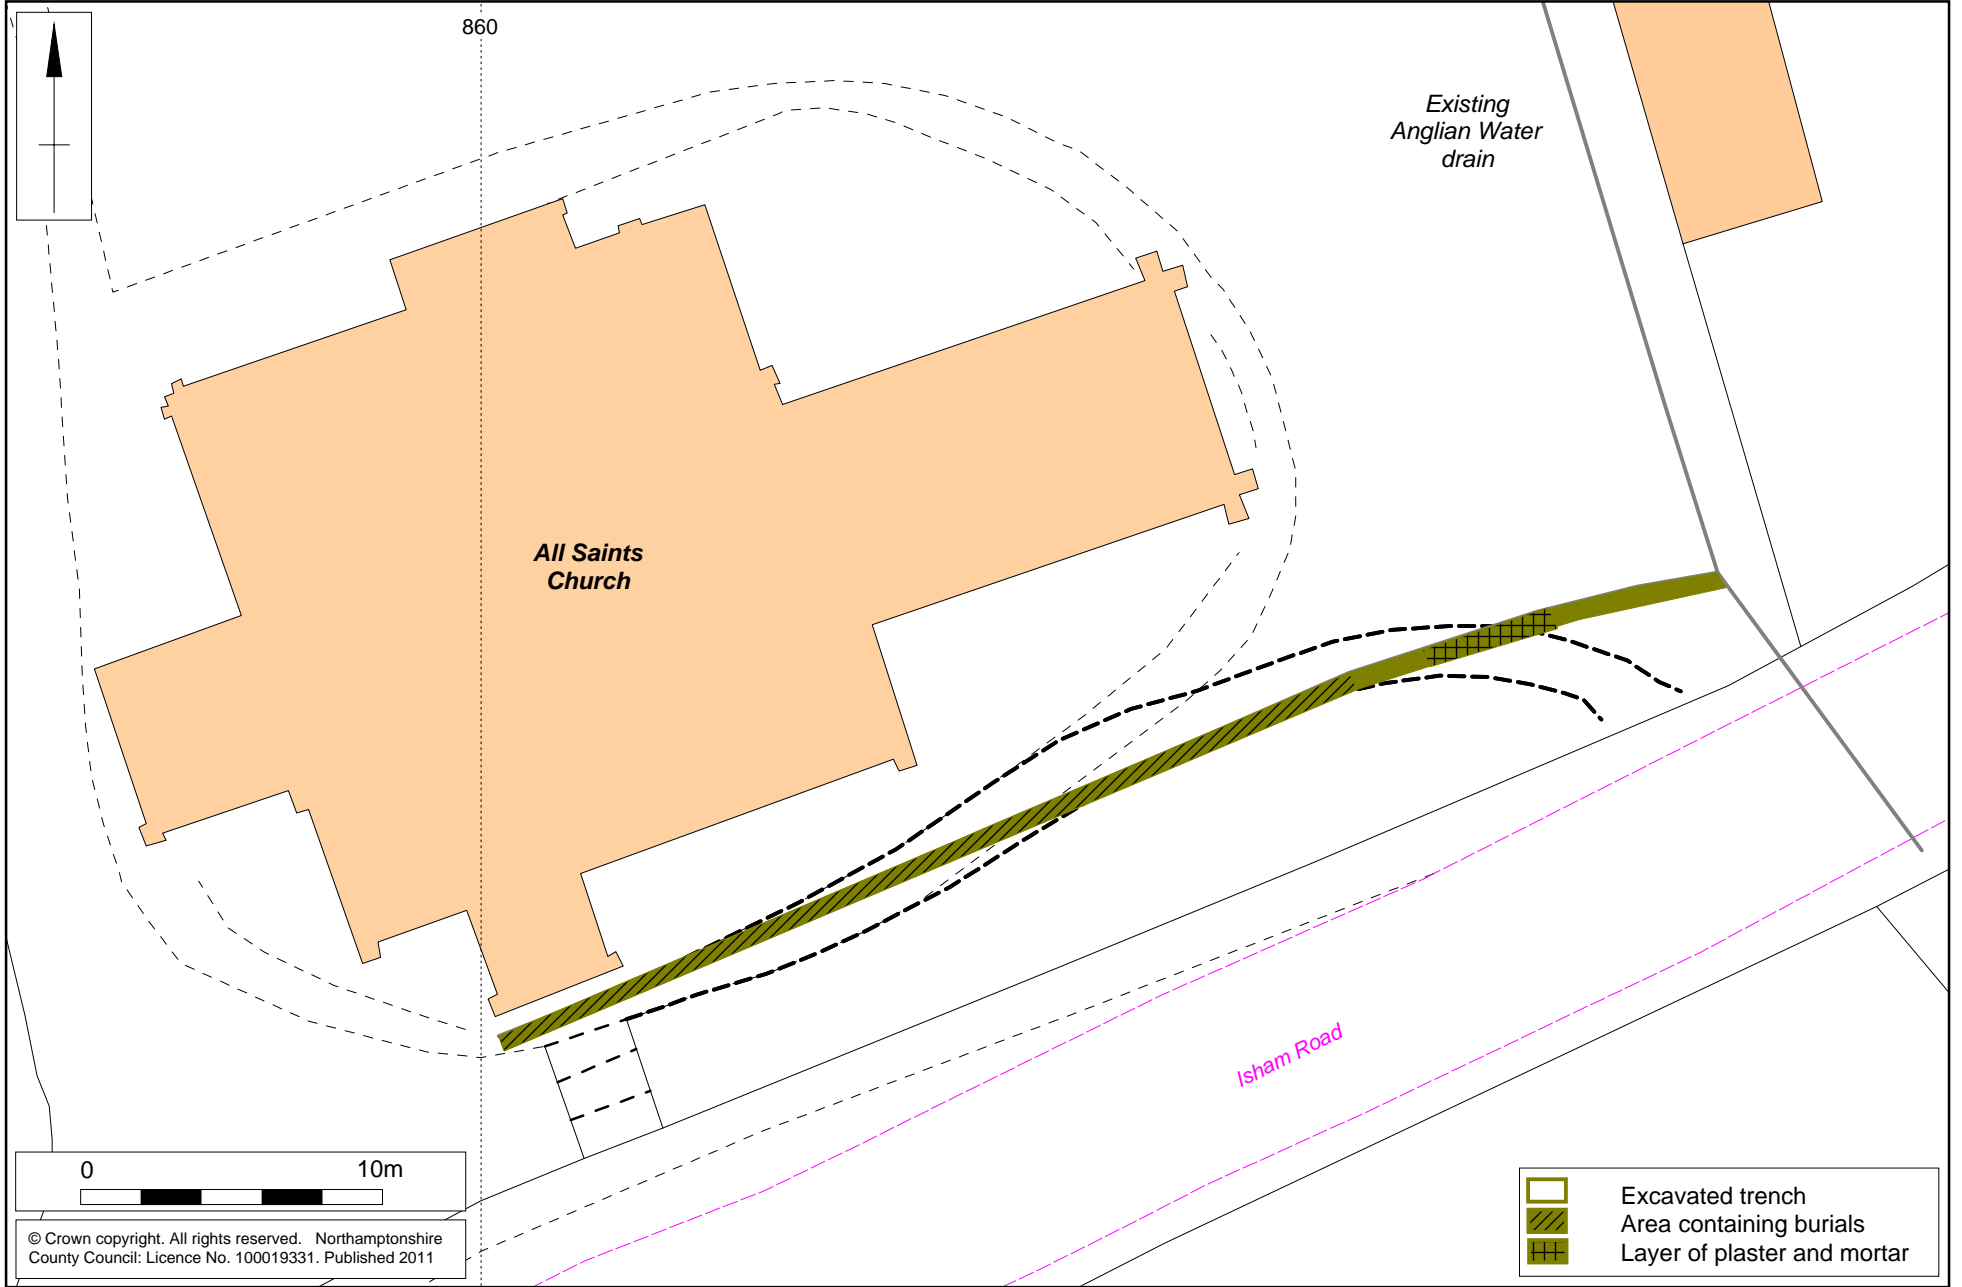 860
Existing
Anglian Water
drain
All Saints
Church
Isham Road
0 10m
© Crown copyright. All rights reserved. Northamptonshire
County Council: Licence No. 100019331. Published 2011
Excavated trench
Area containing burials
Layer of plaster and mortar